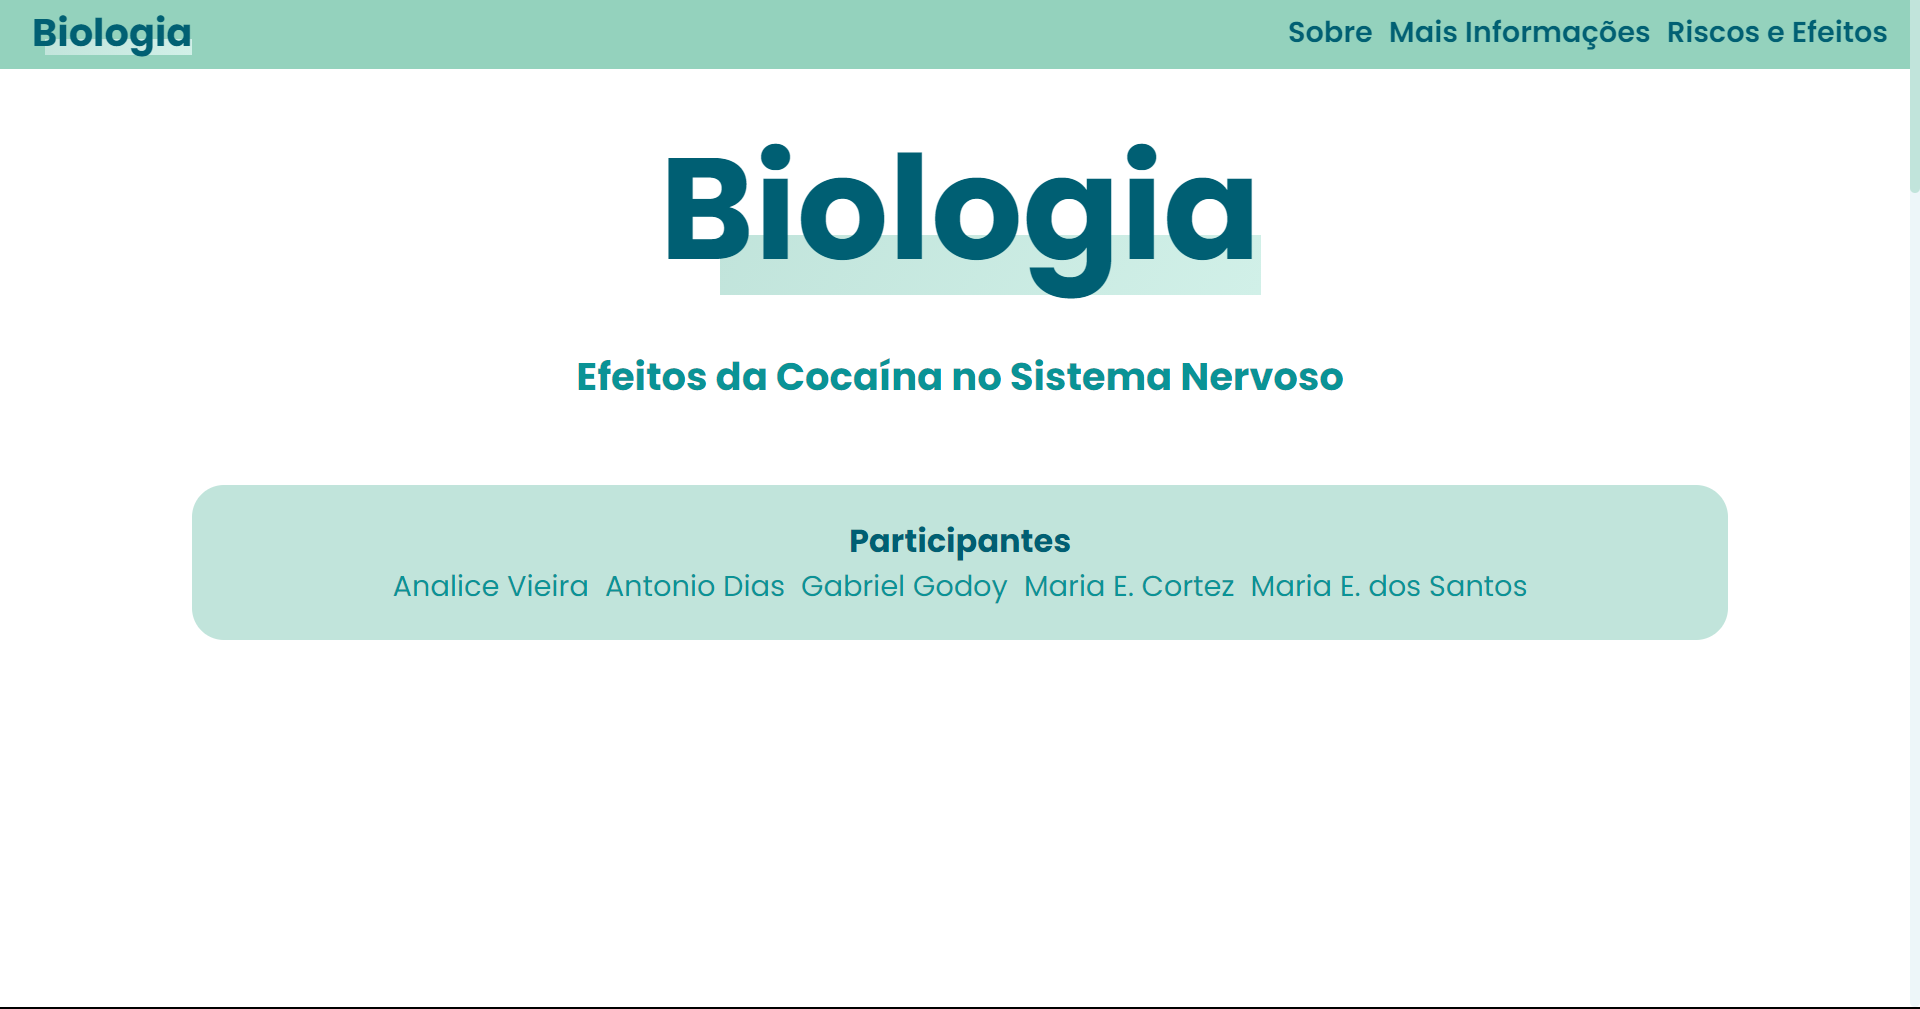 Biologia
Sobre Mais Informações Riscos e Efeitos
Biologia
Efeitos da Cocaína no Sistema Nervoso
Participantes
Analice Vieira Antonio Dias Gabriel Godoy Maria E. Cortez Maria E. dos Santos